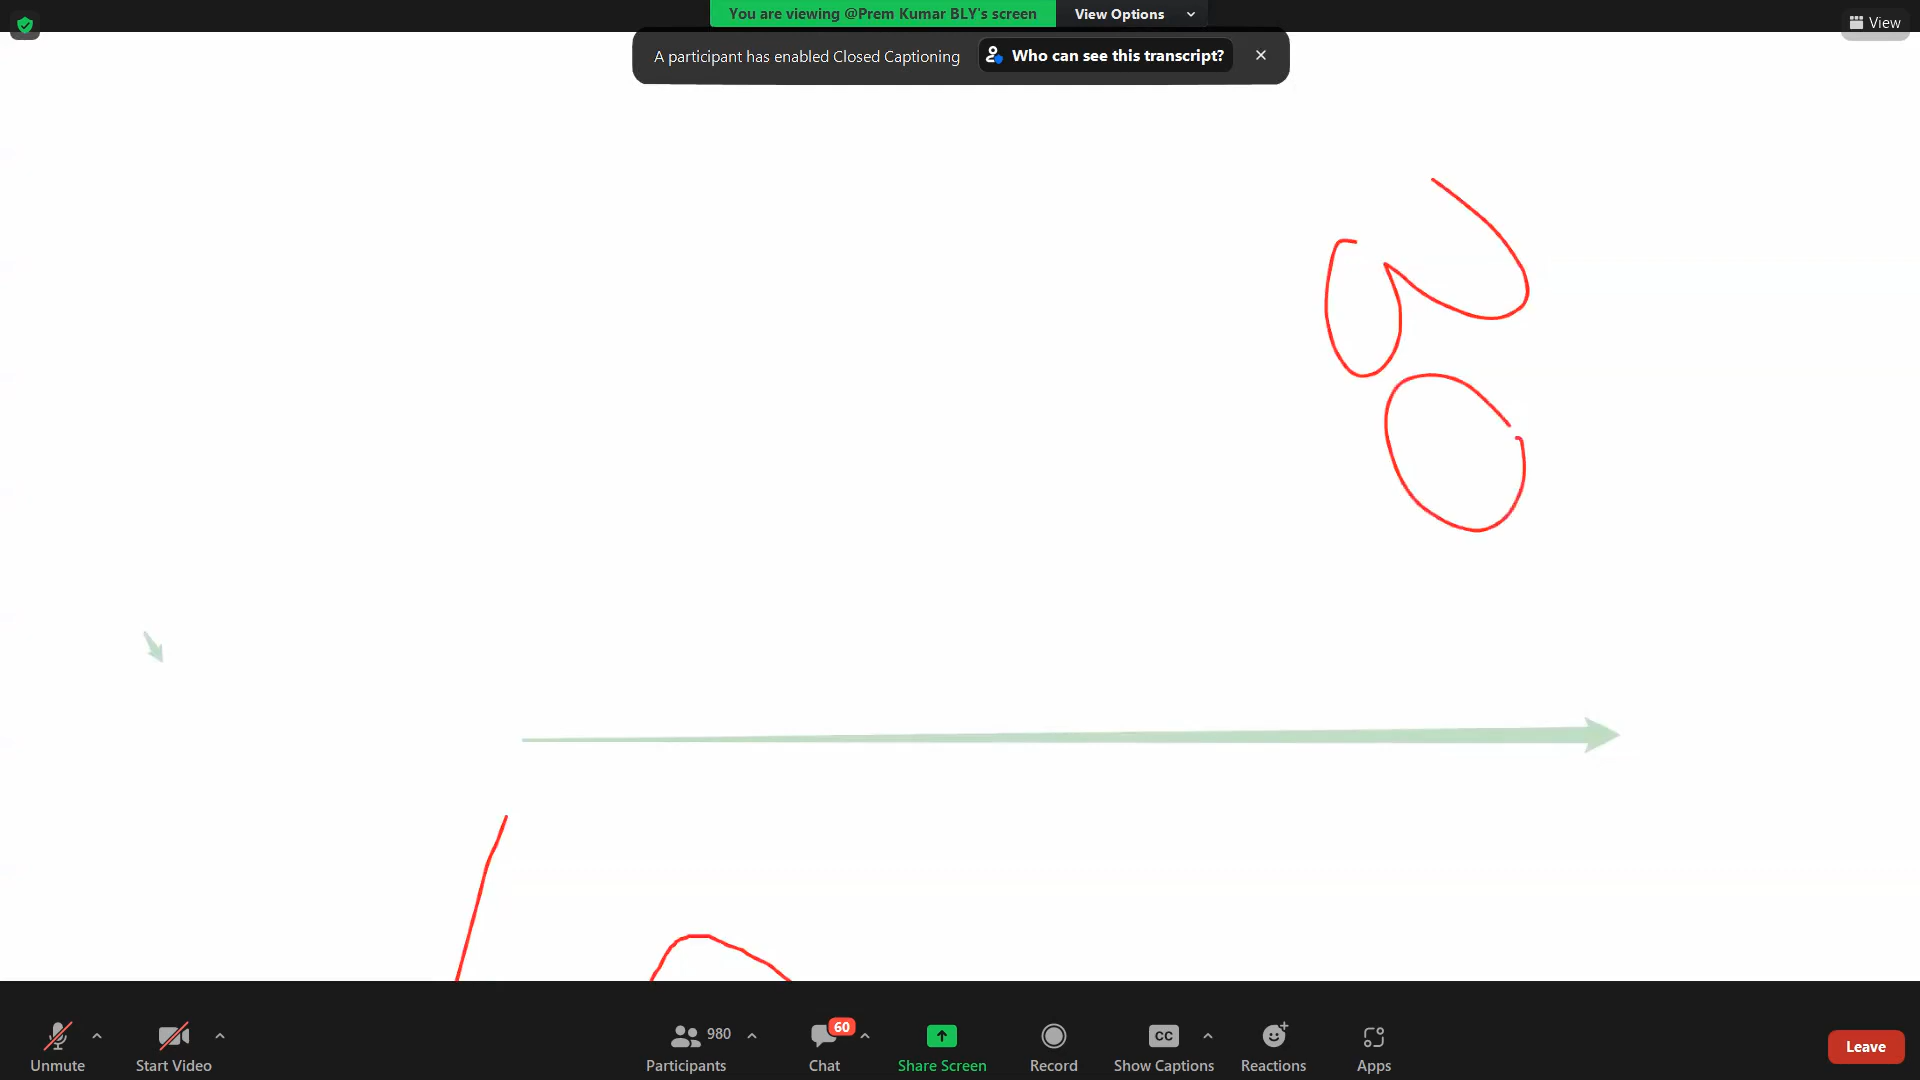 You are viewing @Prem Kumar BLY's screen
View Options
View
A participant has enabled Closed Captioning
Who can see this transcript?
Unmute
Start Video
980
Participants
60
Chat
Share Screen
Record
CC
Show Captions
Reactions
Apps
Leave